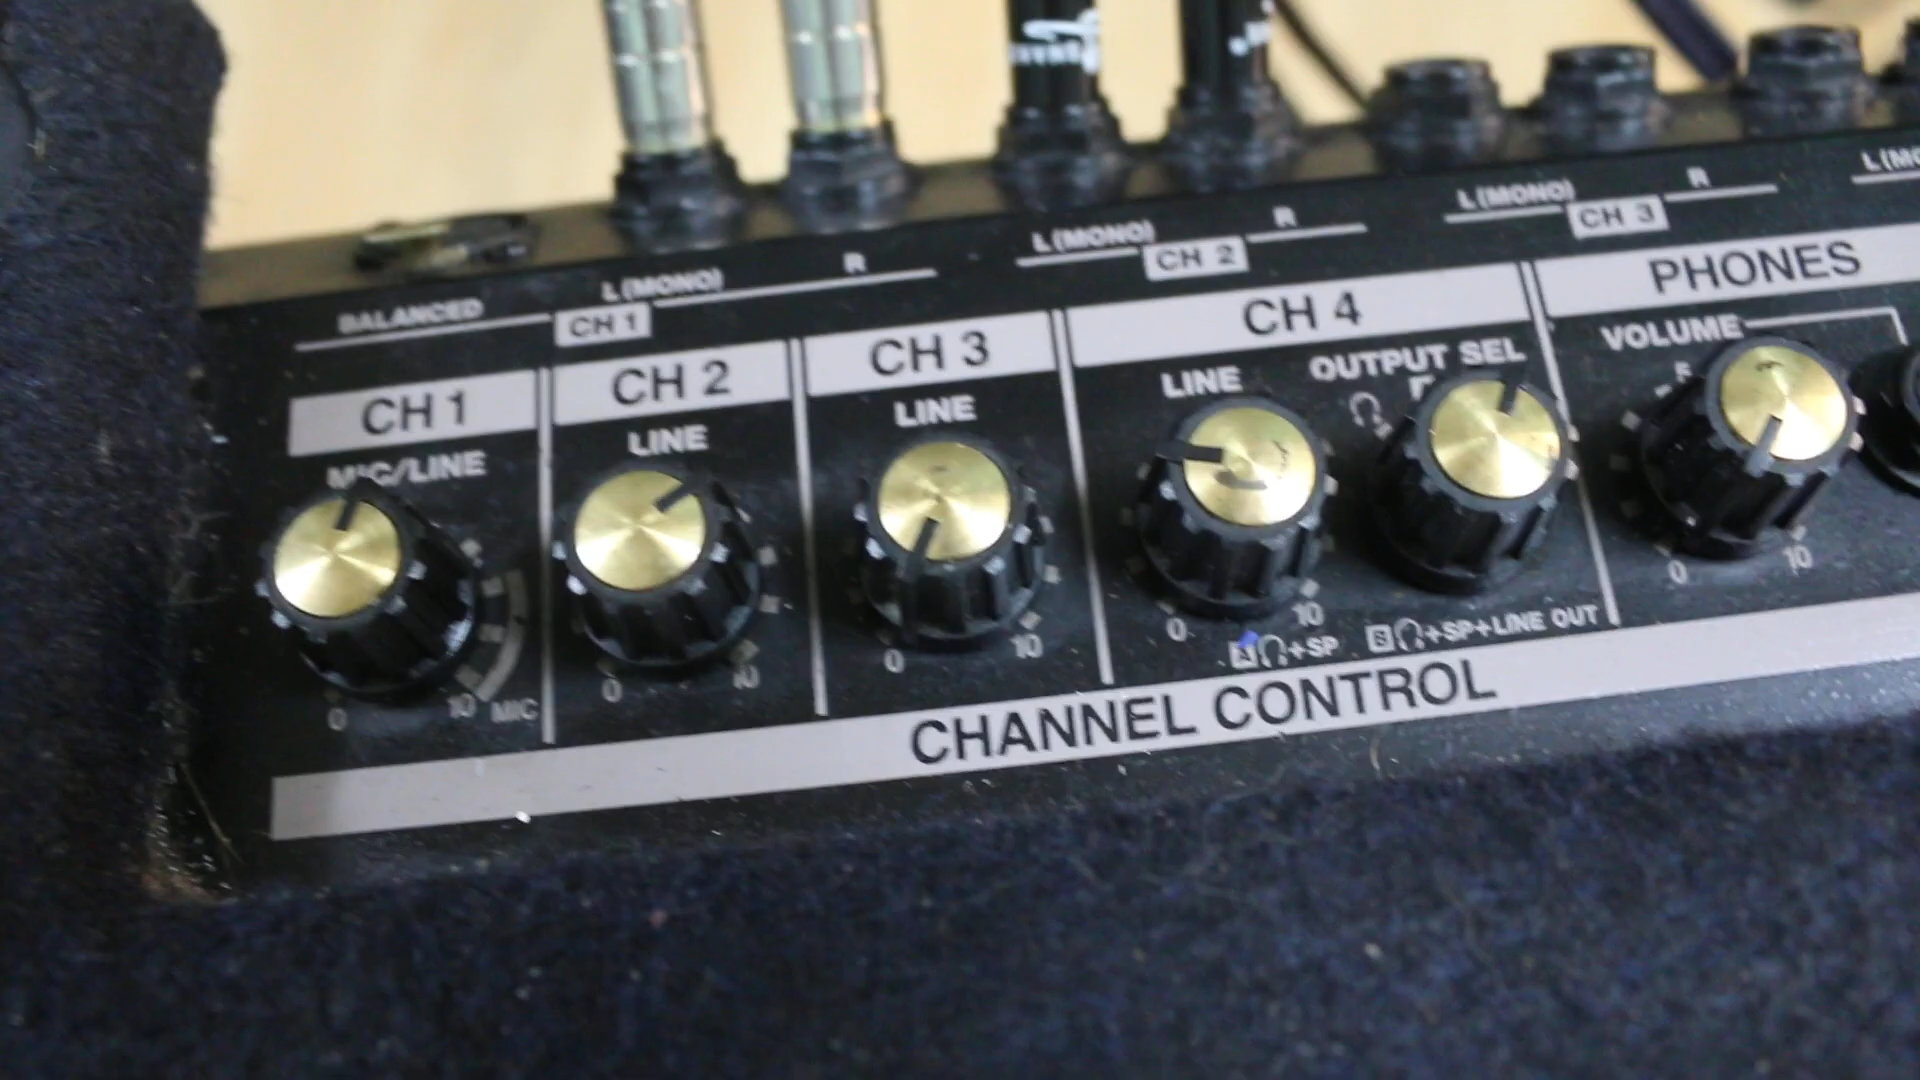 L (MONO) R
CH 3
L (MONO) R
CH 2
BALANCED L (MONO) R
CH 1
CH 1 CH 2 CH 3 CH 4 PHONES
MIC/LINE LINE LINE LINE OUTPUT SEL VOLUME
5
0 10 MIC
0 10
0 10
0 10
0 10
A +SP B +SP+LINE OUT
CHANNEL CONTROL